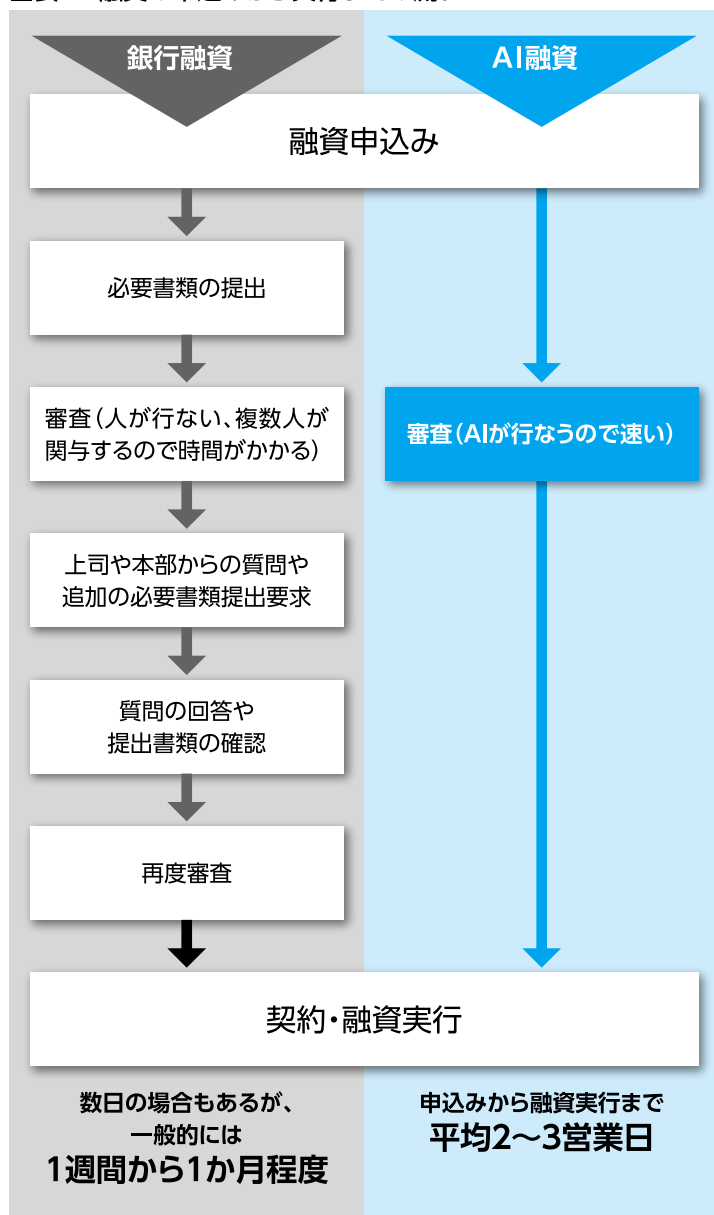 銀行融資
AI融資
融資申込み
必要書類の提出
審査(人が行ない、複数人が
関与するので時間がかかる)
審査(AIが行なうので速い)
上司や本部からの質問や
追加の必要書類提出要求
質問の回答や
提出書類の確認
再度審査
契約・融資実行
数日の場合もあるが、
一般的には
1週間から1か月程度
申込みから融資実行まで
平均2〜3営業日